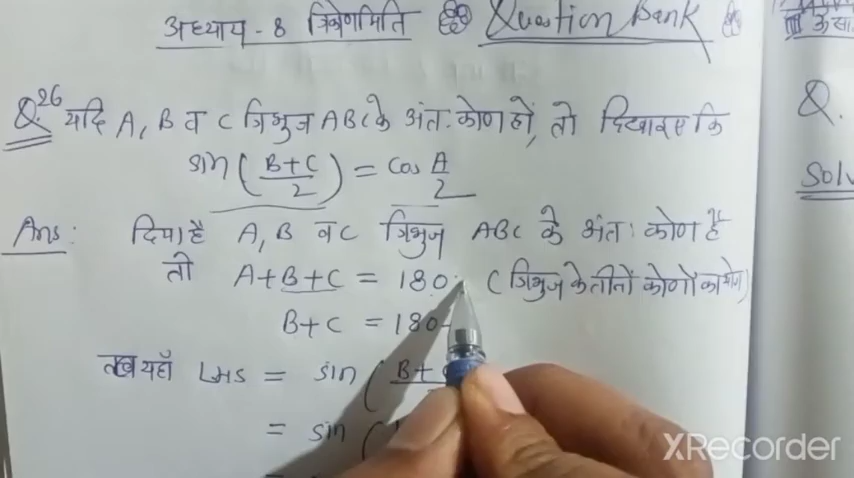 अध्याय - 8 त्रिकोणमिति Question Bank
Q.26 यदि A, B व C त्रिभुज ABC के अंत: कोण हों, तो दिखाइए कि
sin (B+C/2) = cos A/2
Ans: दिया है A, B व C त्रिभुज ABC के अंत: कोण हैं
तो A+B+C = 180 (त्रिभुज के तीनों कोणों का योग)
B+C = 180-
तब यहाँ LHS = sin (B+
= sin (
Q.
Solv
XRecorder